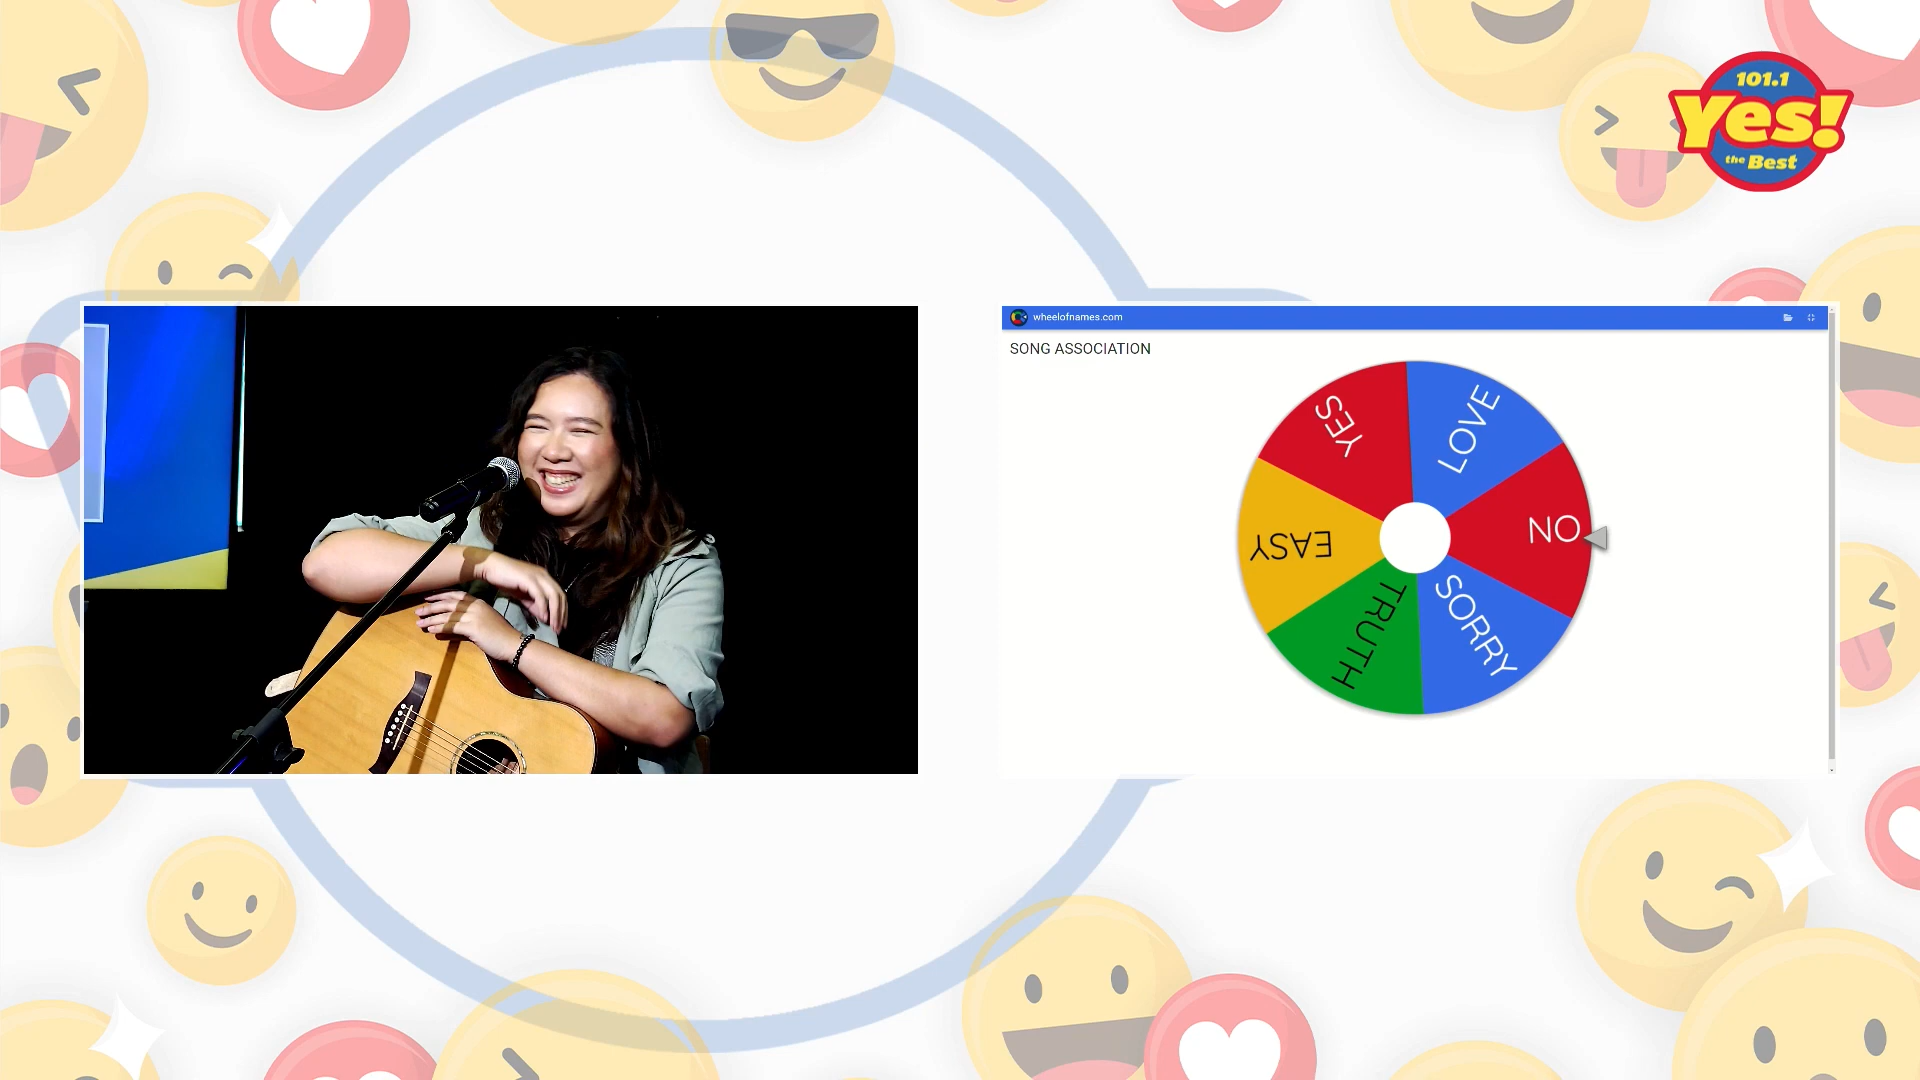 101.1
Yes!
the Best
wheelofnames.com
SONG ASSOCIATION
YES
LOVE
NO
SORRY
TRUTH
EASY